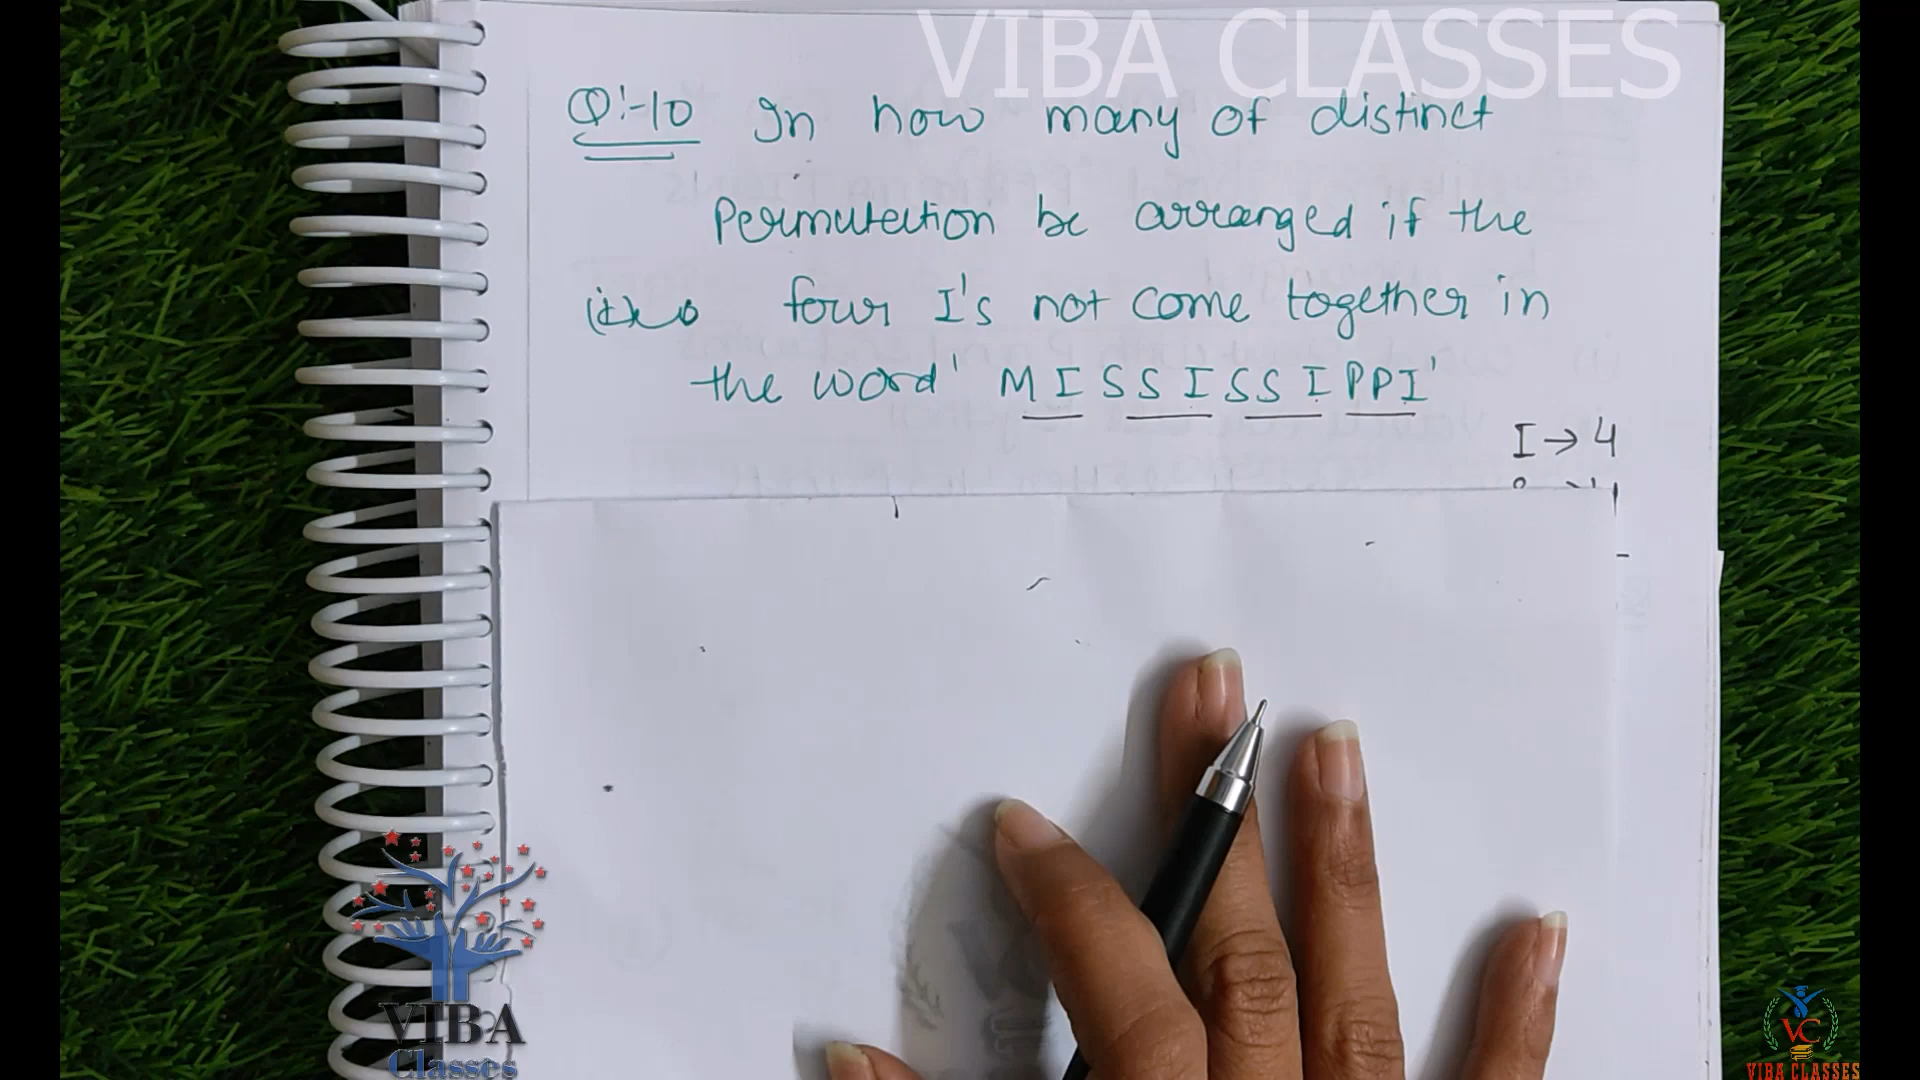 VIBA CLASSES
Q:-10 In how many of distinct
Permutation be arranged if the
four I's not come together in
the word ' MISSISSIPPI'
I → 4
VIBA
Classes
VC
VIBA CLASSES